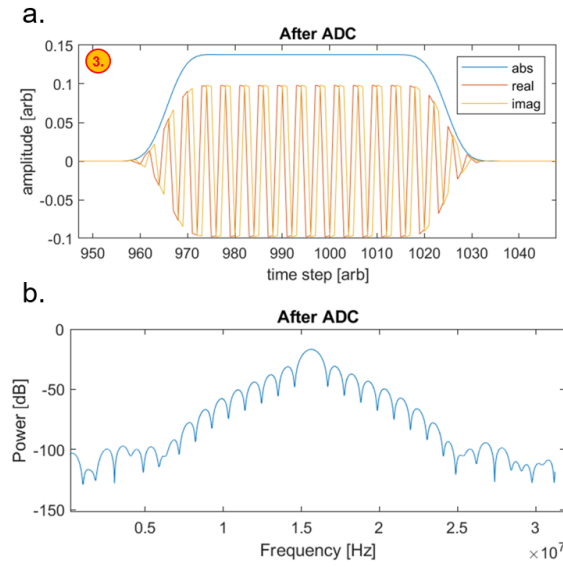 a.
After ADC
3.
0.15
0.1
0.05
0
-0.05
-0.1
amplitude [arb]
abs
real
imag
950 960 970 980 990 1000 1010 1020 1030 1040
time step [arb]
b.
After ADC
0
-50
-100
-150
Power [dB]
0.5 1 1.5 2 2.5 3
Frequency [Hz]
×10⁷